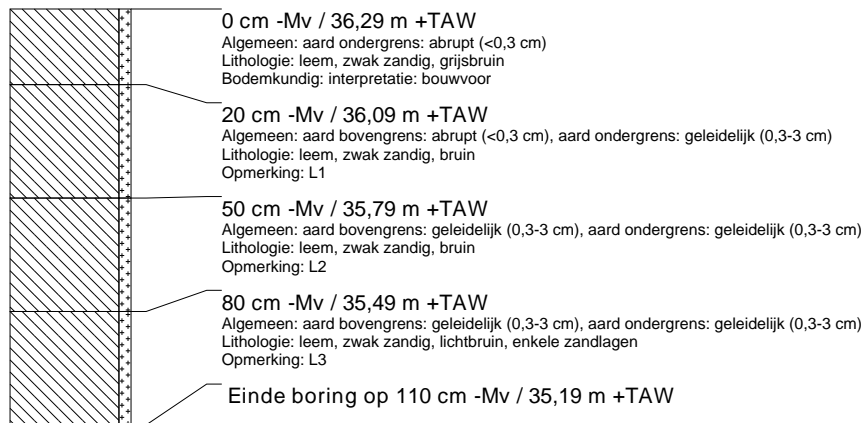 0 cm -Mv / 36,29 m +TAW
Algemeen: aard ondergrens: abrupt (<0,3 cm)
Lithologie: leem, zwak zandig, grijsbruin
Bodemkundig: interpretatie: bouwvoor
20 cm -Mv / 36,09 m +TAW
Algemeen: aard bovengrens: abrupt (<0,3 cm), aard ondergrens: geleidelijk (0,3-3 cm)
Lithologie: leem, zwak zandig, bruin
Opmerking: L1
50 cm -Mv / 35,79 m +TAW
Algemeen: aard bovengrens: geleidelijk (0,3-3 cm), aard ondergrens: geleidelijk (0,3-3 cm)
Lithologie: leem, zwak zandig, bruin
Opmerking: L2
80 cm -Mv / 35,49 m +TAW
Algemeen: aard bovengrens: geleidelijk (0,3-3 cm), aard ondergrens: geleidelijk (0,3-3 cm)
Lithologie: leem, zwak zandig, lichtbruin, enkele zandlagen
Opmerking: L3
Einde boring op 110 cm -Mv / 35,19 m +TAW